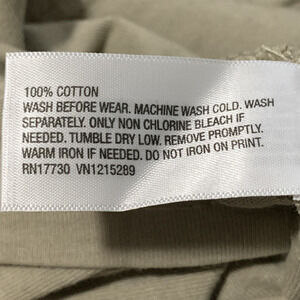 100% COTTON
WASH BEFORE WEAR. MACHINE WASH COLD. WASH
SEPARATELY. ONLY NON CHLORINE BLEACH IF
NEEDED. TUMBLE DRY LOW. REMOVE PROMPTLY.
WARM IRON IF NEEDED. DO NOT IRON ON PRINT.
RN17730 VN1215289